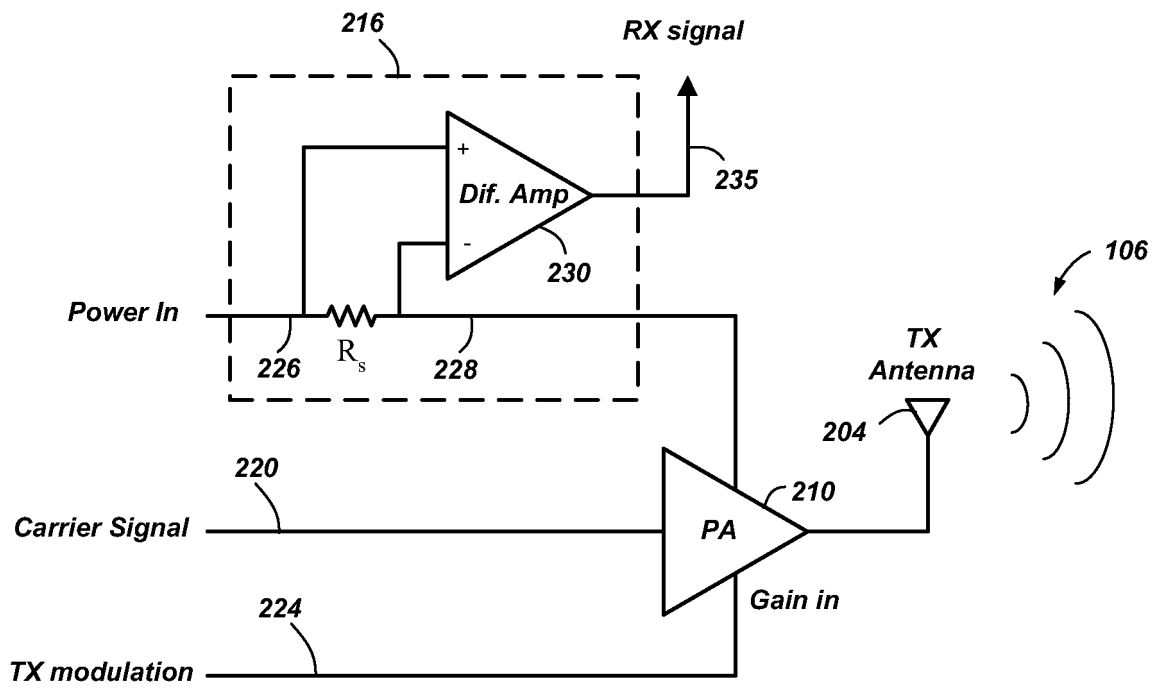 216
RX signal
+
Dif. Amp
-
230
235
106
Power In
226
Rs
228
TX
Antenna
204
220
210
Carrier Signal
PA
224
Gain in
TX modulation